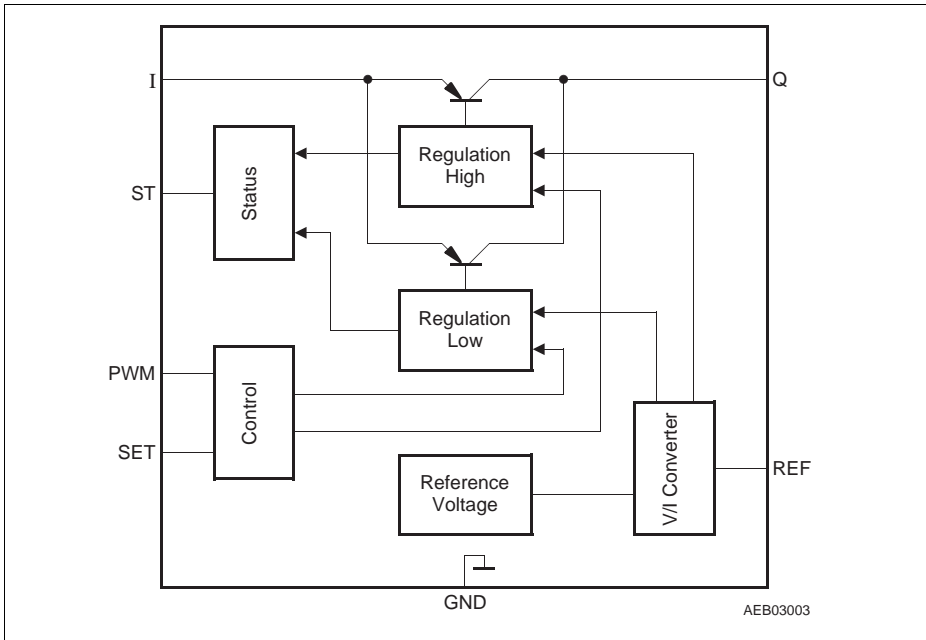 I
Q
Regulation
High
Status
ST
Regulation
Low
PWM
Control
SET
V/I Converter
REF
Reference
Voltage
GND
AEB03003